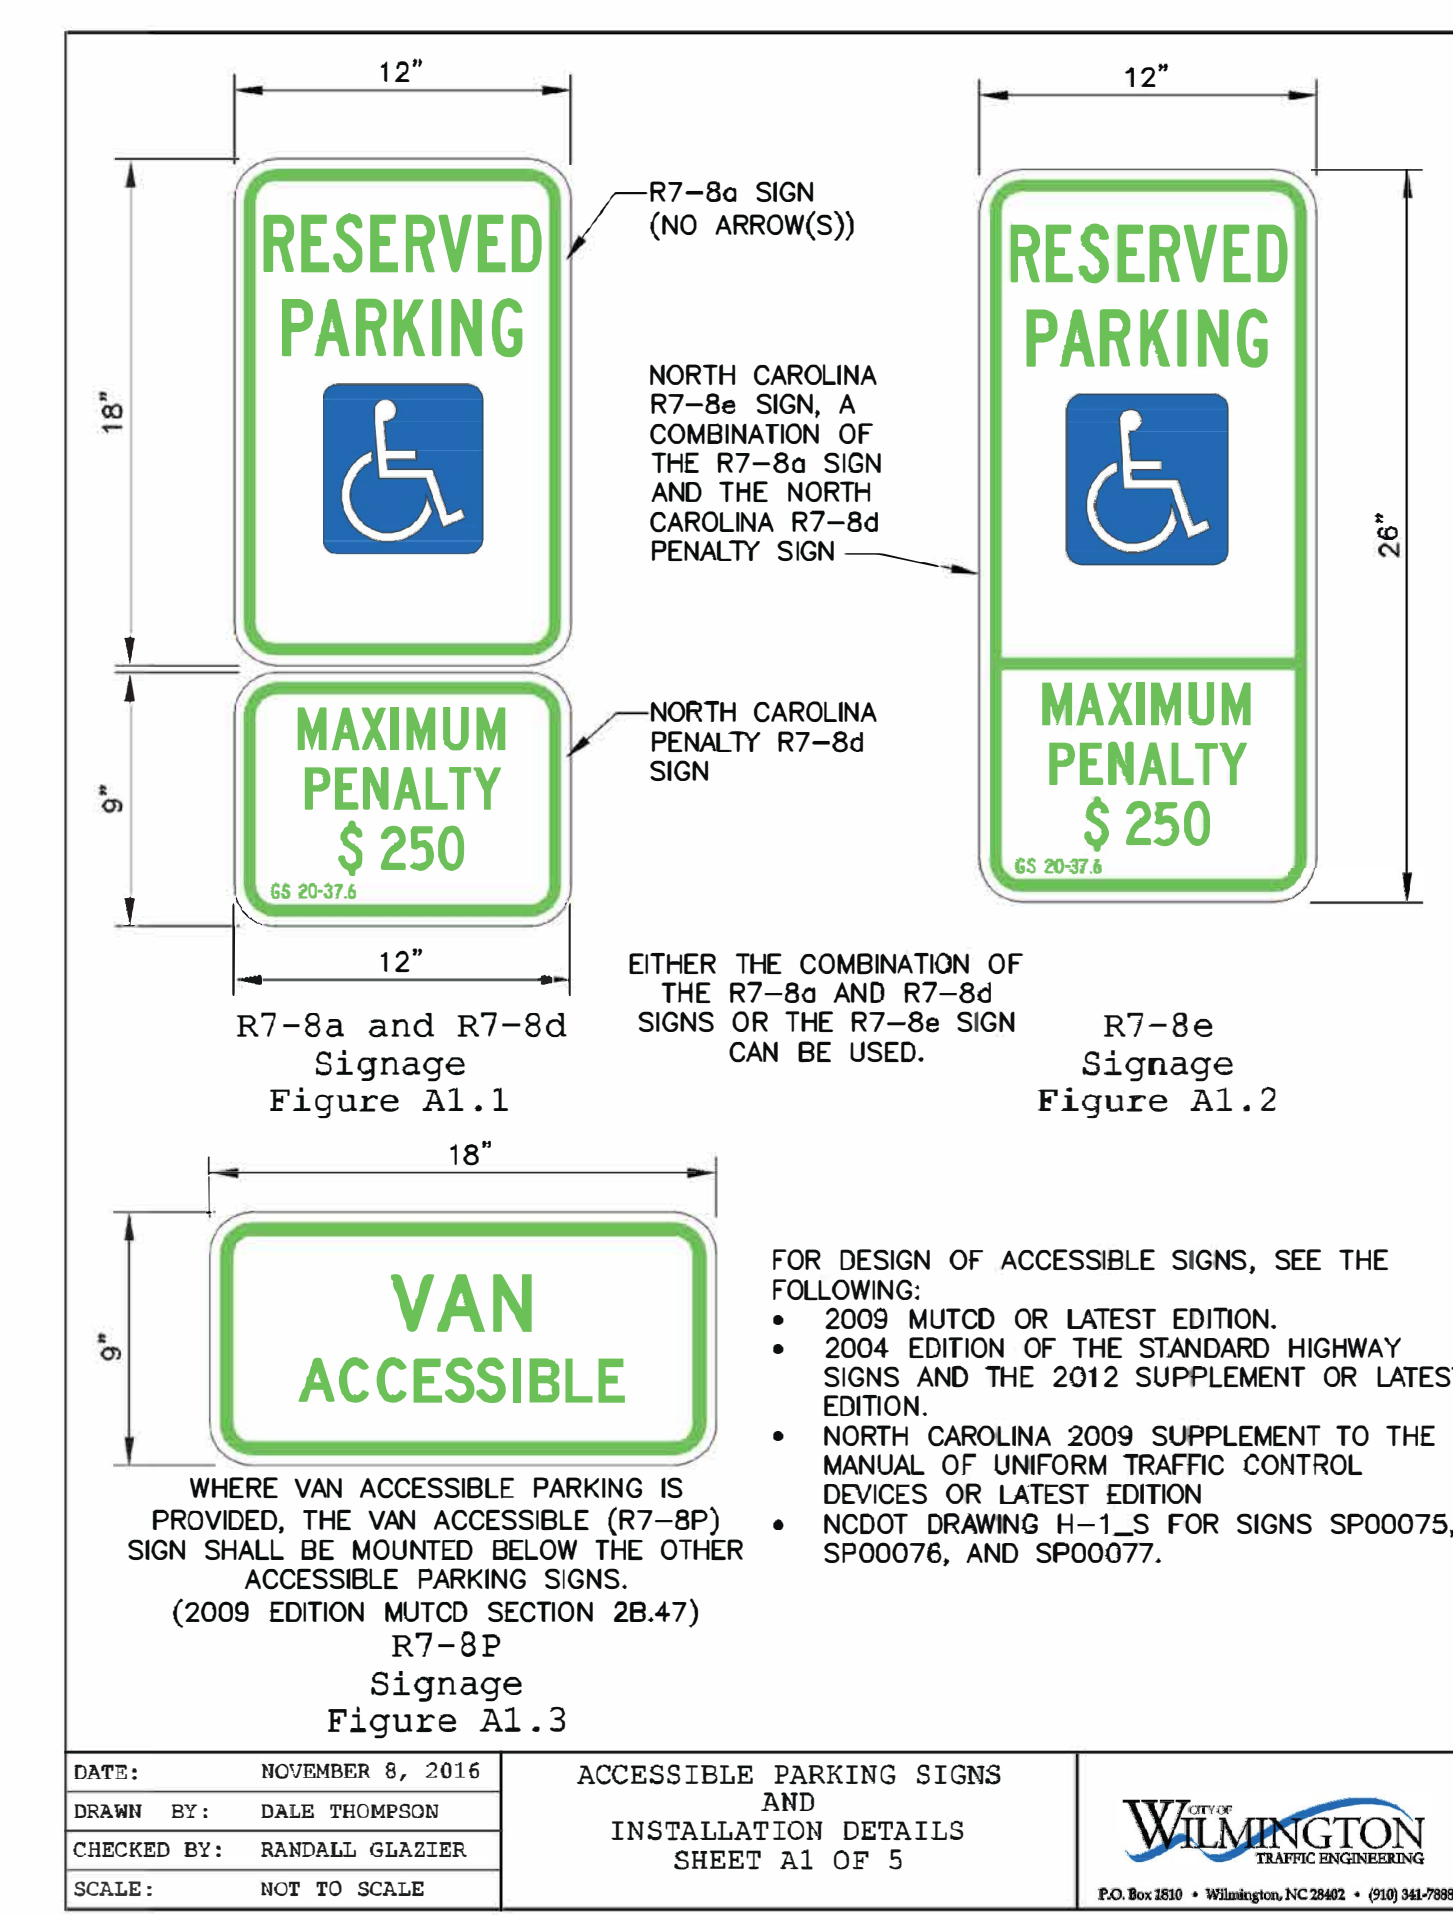 12"
12"
RESERVED
PARKING
18"
R7-8a SIGN
(NO ARROW(S))
RESERVED
PARKING
NORTH CAROLINA
R7-8e SIGN, A
COMBINATION OF
THE R7-8a SIGN
AND THE NORTH
CAROLINA R7-8d
PENALTY SIGN
26"
MAXIMUM
PENALTY
$ 250
GS 20-37.6
9"
12"
NORTH CAROLINA
PENALTY R7-8d
SIGN
MAXIMUM
PENALTY
$ 250
GS 20-37.6
R7-8a and R7-8d
Signage
Figure A1.1
EITHER THE COMBINATION OF
THE R7-8a AND R7-8d
SIGNS OR THE R7-8e SIGN
CAN BE USED.
R7-8e
Signage
Figure A1.2
18"
9"
VAN
ACCESSIBLE
WHERE VAN ACCESSIBLE PARKING IS
PROVIDED, THE VAN ACCESSIBLE (R7-8P)
SIGN SHALL BE MOUNTED BELOW THE OTHER
ACCESSIBLE PARKING SIGNS.
(2009 EDITION MUTCD SECTION 2B.47)
R7-8P
Signage
Figure A1.3
FOR DESIGN OF ACCESSIBLE SIGNS, SEE THE
FOLLOWING:
• 2009 MUTCD OR LATEST EDITION.
• 2004 EDITION OF THE STANDARD HIGHWAY
SIGNS AND THE 2012 SUPPLEMENT OR LATEST
EDITION.
• NORTH CAROLINA 2009 SUPPLEMENT TO THE
MANUAL OF UNIFORM TRAFFIC CONTROL
DEVICES OR LATEST EDITION
• NCDOT DRAWING H-1_S FOR SIGNS SP00075,
SP00076, AND SP00077.
DATE: NOVEMBER 8, 2016
DRAWN BY: DALE THOMPSON
CHECKED BY: RANDALL GLAZIER
SCALE: NOT TO SCALE
ACCESSIBLE PARKING SIGNS
AND
INSTALLATION DETAILS
SHEET A1 OF 5
CITY OF
WILMINGTON
TRAFFIC ENGINEERING
P.O. Box 1810 • Wilmington, NC 28402 • (910) 341-7888